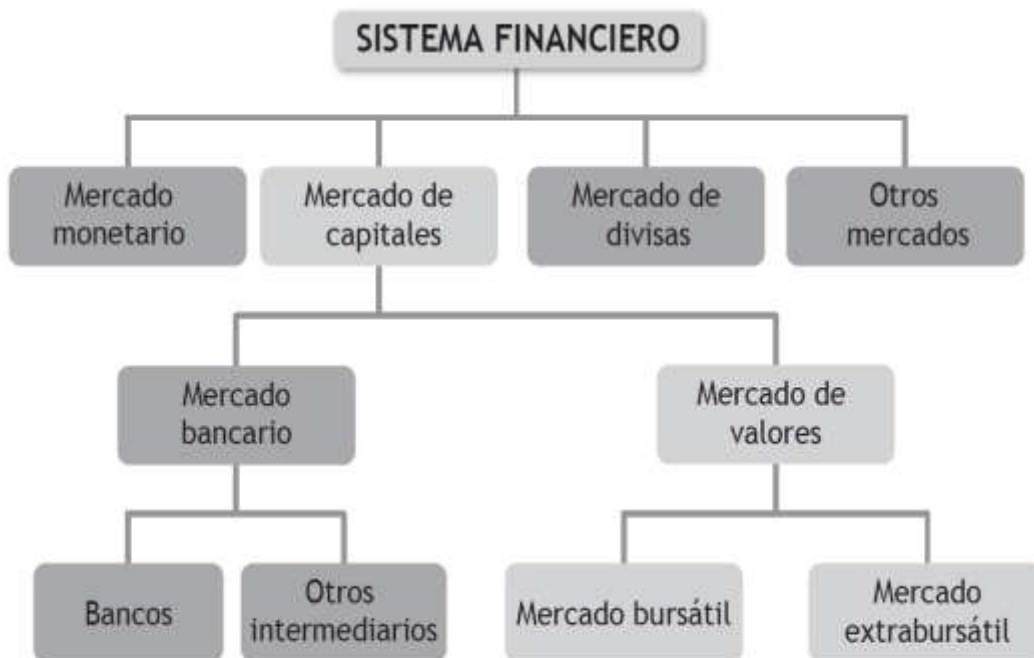 SISTEMA FINANCIERO
Mercado
monetario
Mercado de
capitales
Mercado de
divisas
Otros
mercados
Mercado
bancario
Mercado de
valores
Bancos
Otros
intermediarios
Mercado bursátil
Mercado
extrabursátil